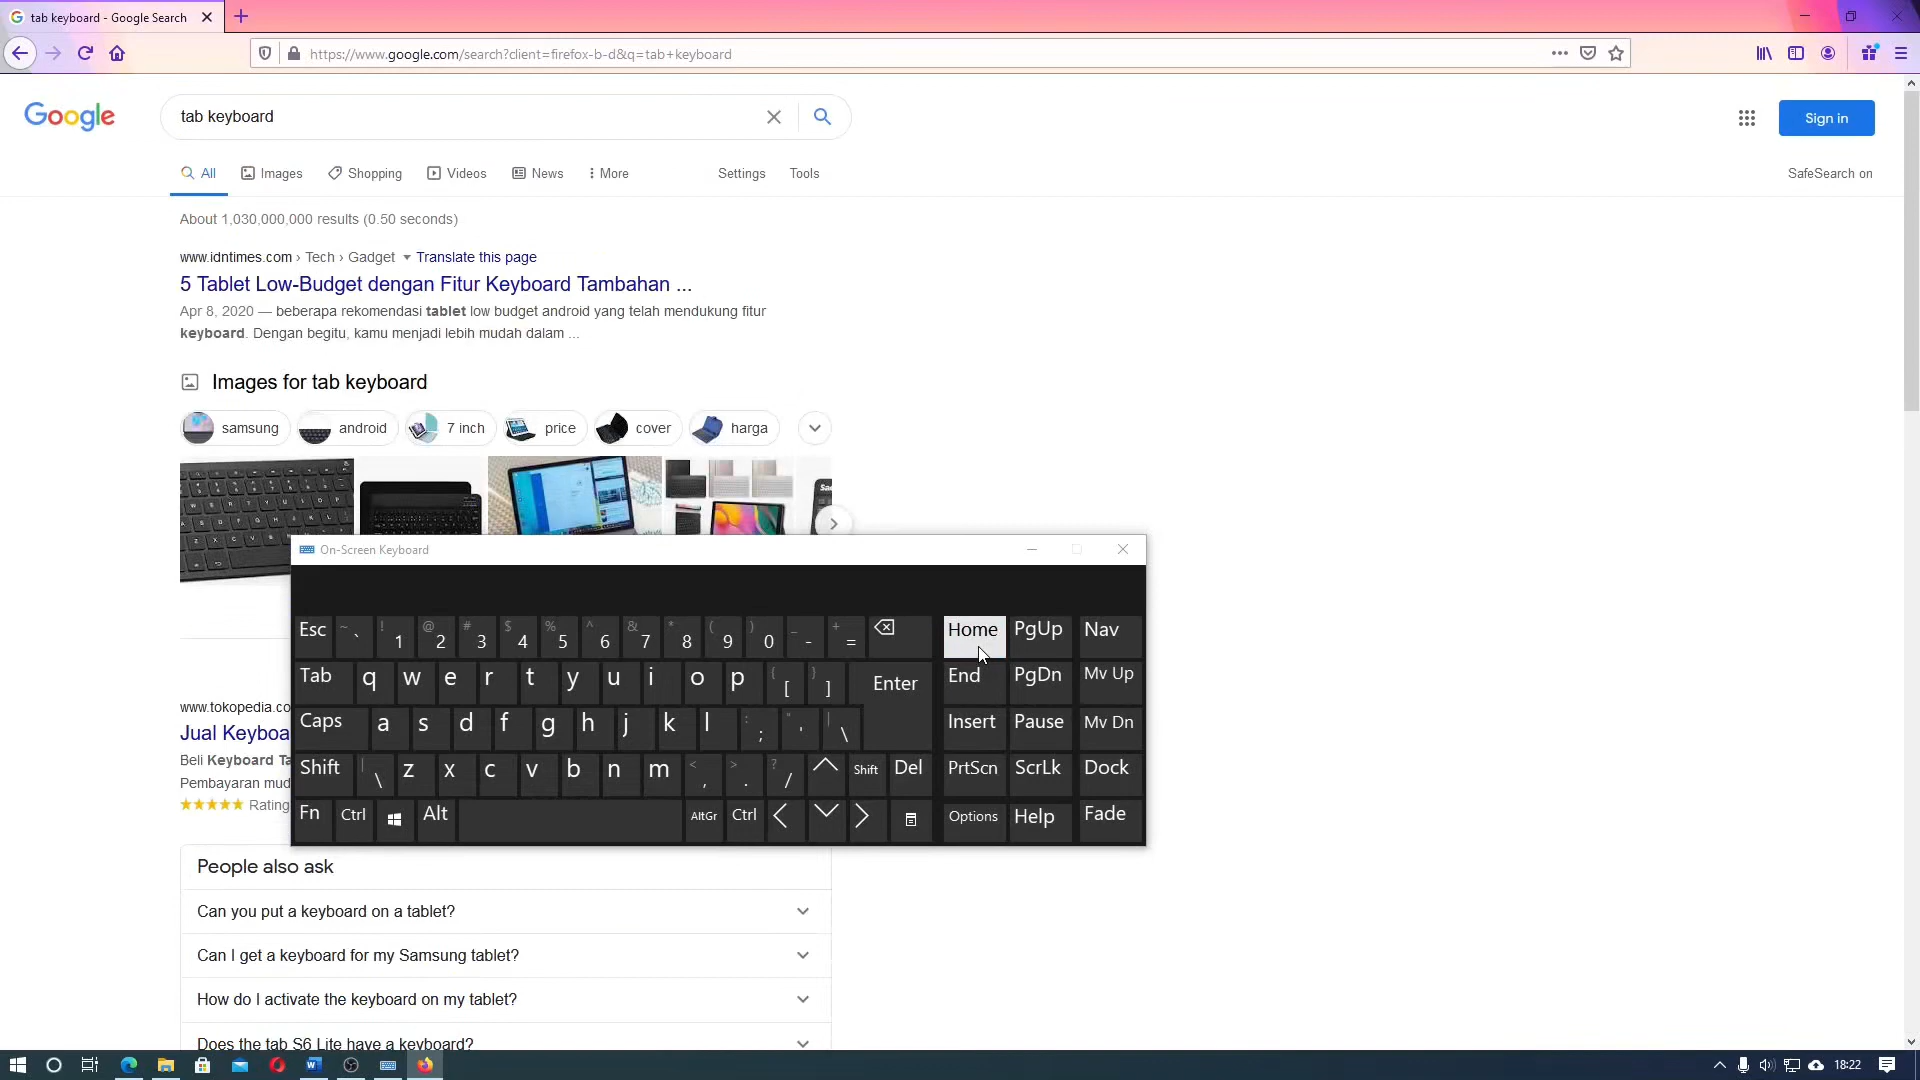 tab keyboard - Google Search
https://www.google.com/search?client=firefox-b-d&q=tab+keyboard
Google
tab keyboard
Sign in
All Images Shopping Videos News More Settings Tools
SafeSearch on
About 1,030,000,000 results (0.50 seconds)
www.idntimes.com › Tech › Gadget Translate this page
5 Tablet Low-Budget dengan Fitur Keyboard Tambahan ...
Apr 8, 2020 — beberapa rekomendasi tablet low budget android yang telah mendukung fitur
keyboard. Dengan begitu, kamu menjadi lebih mudah dalam ...
Images for tab keyboard
samsung android 7 inch price cover harga
On-Screen Keyboard
Esc ~ ` ! 1 @ 2 # 3 $ 4 % 5 ^ 6 & 7 * 8 ( 9 ) 0 _ - + = Home PgUp Nav
Tab q w e r t y u i o p { [ } ] Enter End PgDn Mv Up
Caps a s d f g h j k l : ; " ' | \ Insert Pause Mv Dn
Shift | \ z x c v b n m < , > . ? / Shift Del PrtScn ScrLk Dock
Fn Ctrl Alt AltGr Ctrl Options Help Fade
www.tokopedia.co
Jual Keyboa
Beli Keyboard Ta
Pembayaran mud
Rating
People also ask
Can you put a keyboard on a tablet?
Can I get a keyboard for my Samsung tablet?
How do I activate the keyboard on my tablet?
Does the tab S6 Lite have a keyboard?
18:22